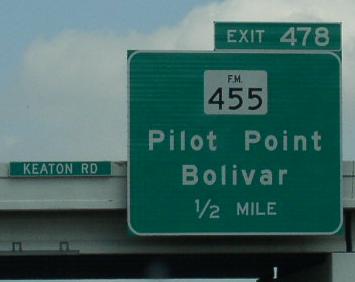 EXIT 478
F.M.
455
Pilot Point
Bolivar
1/2 MILE
KEATON RD